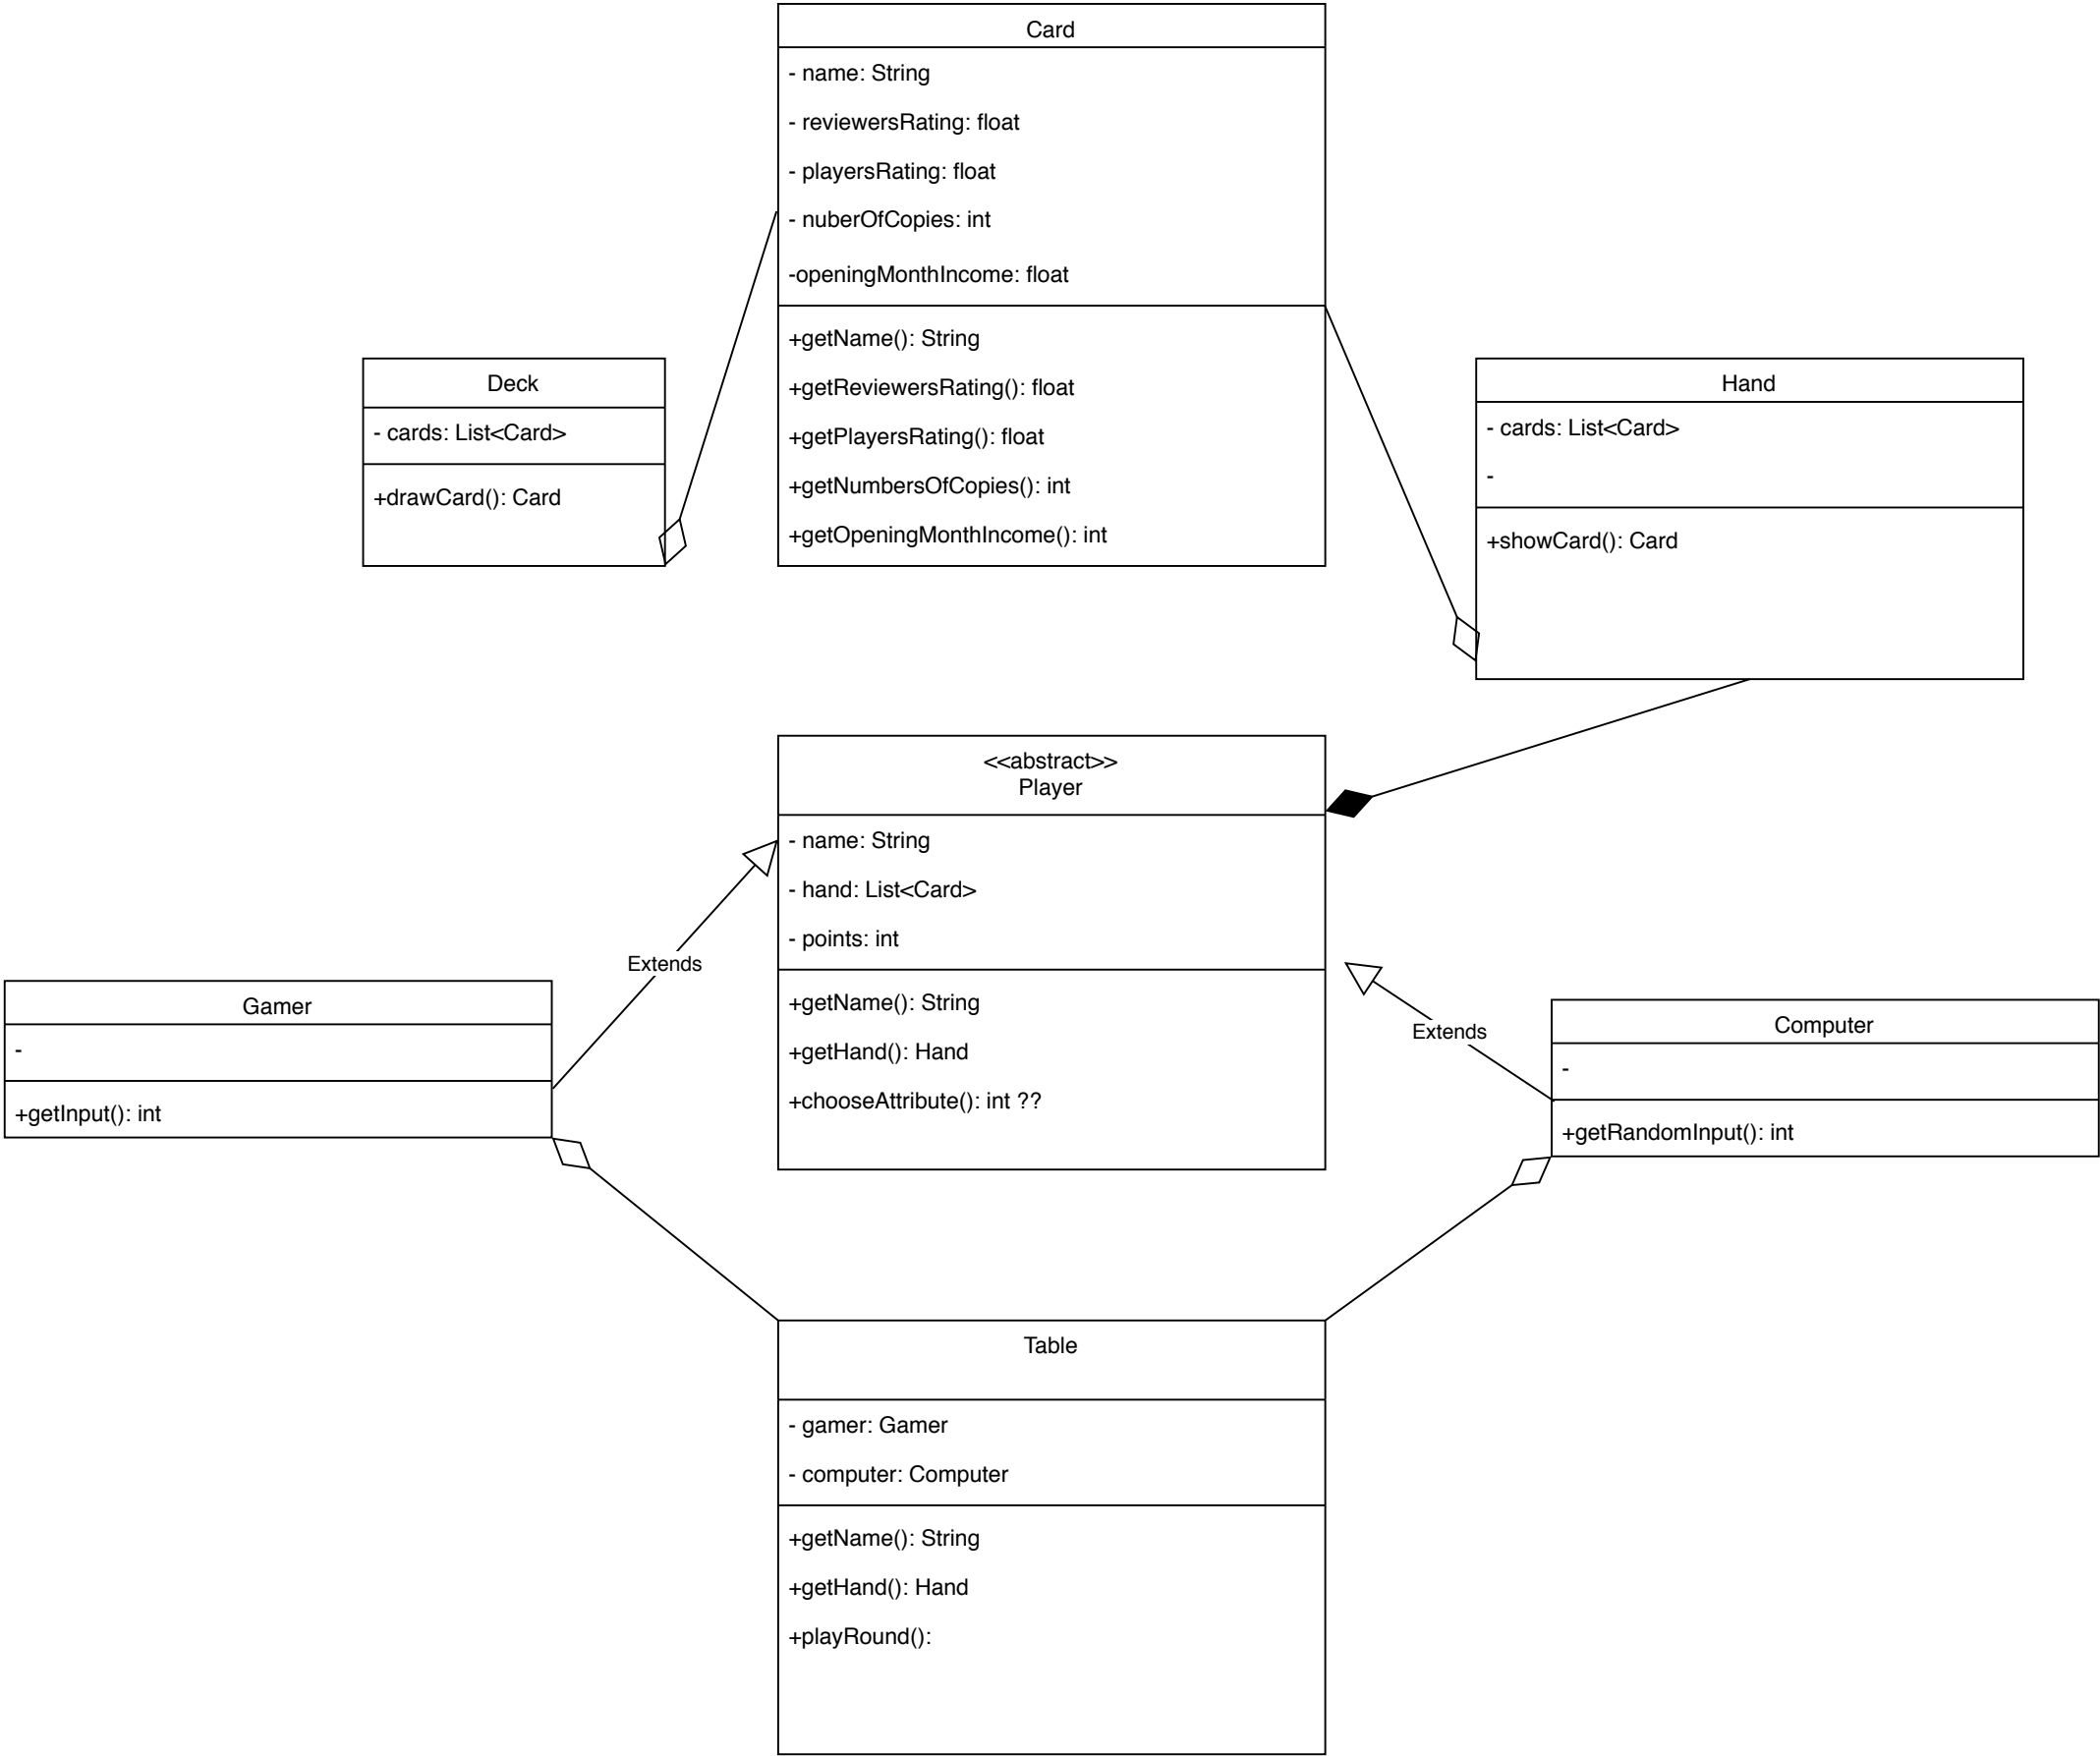 Card
- name: String
- reviewersRating: float
- playersRating: float
- nuberOfCopies: int
-openingMonthIncome: float
+getName(): String
+getReviewersRating(): float
+getPlayersRating(): float
+getNumbersOfCopies(): int
+getOpeningMonthIncome(): int
Deck
- cards: List<Card>
+drawCard(): Card
Hand
- cards: List<Card>
-
+showCard(): Card
<<abstract>>
Player
- name: String
- hand: List<Card>
- points: int
+getName(): String
+getHand(): Hand
+chooseAttribute(): int ??
Extends
Extends
Gamer
-
+getInput(): int
Computer
-
+getRandomInput(): int
Table
- gamer: Gamer
- computer: Computer
+getName(): String
+getHand(): Hand
+playRound():